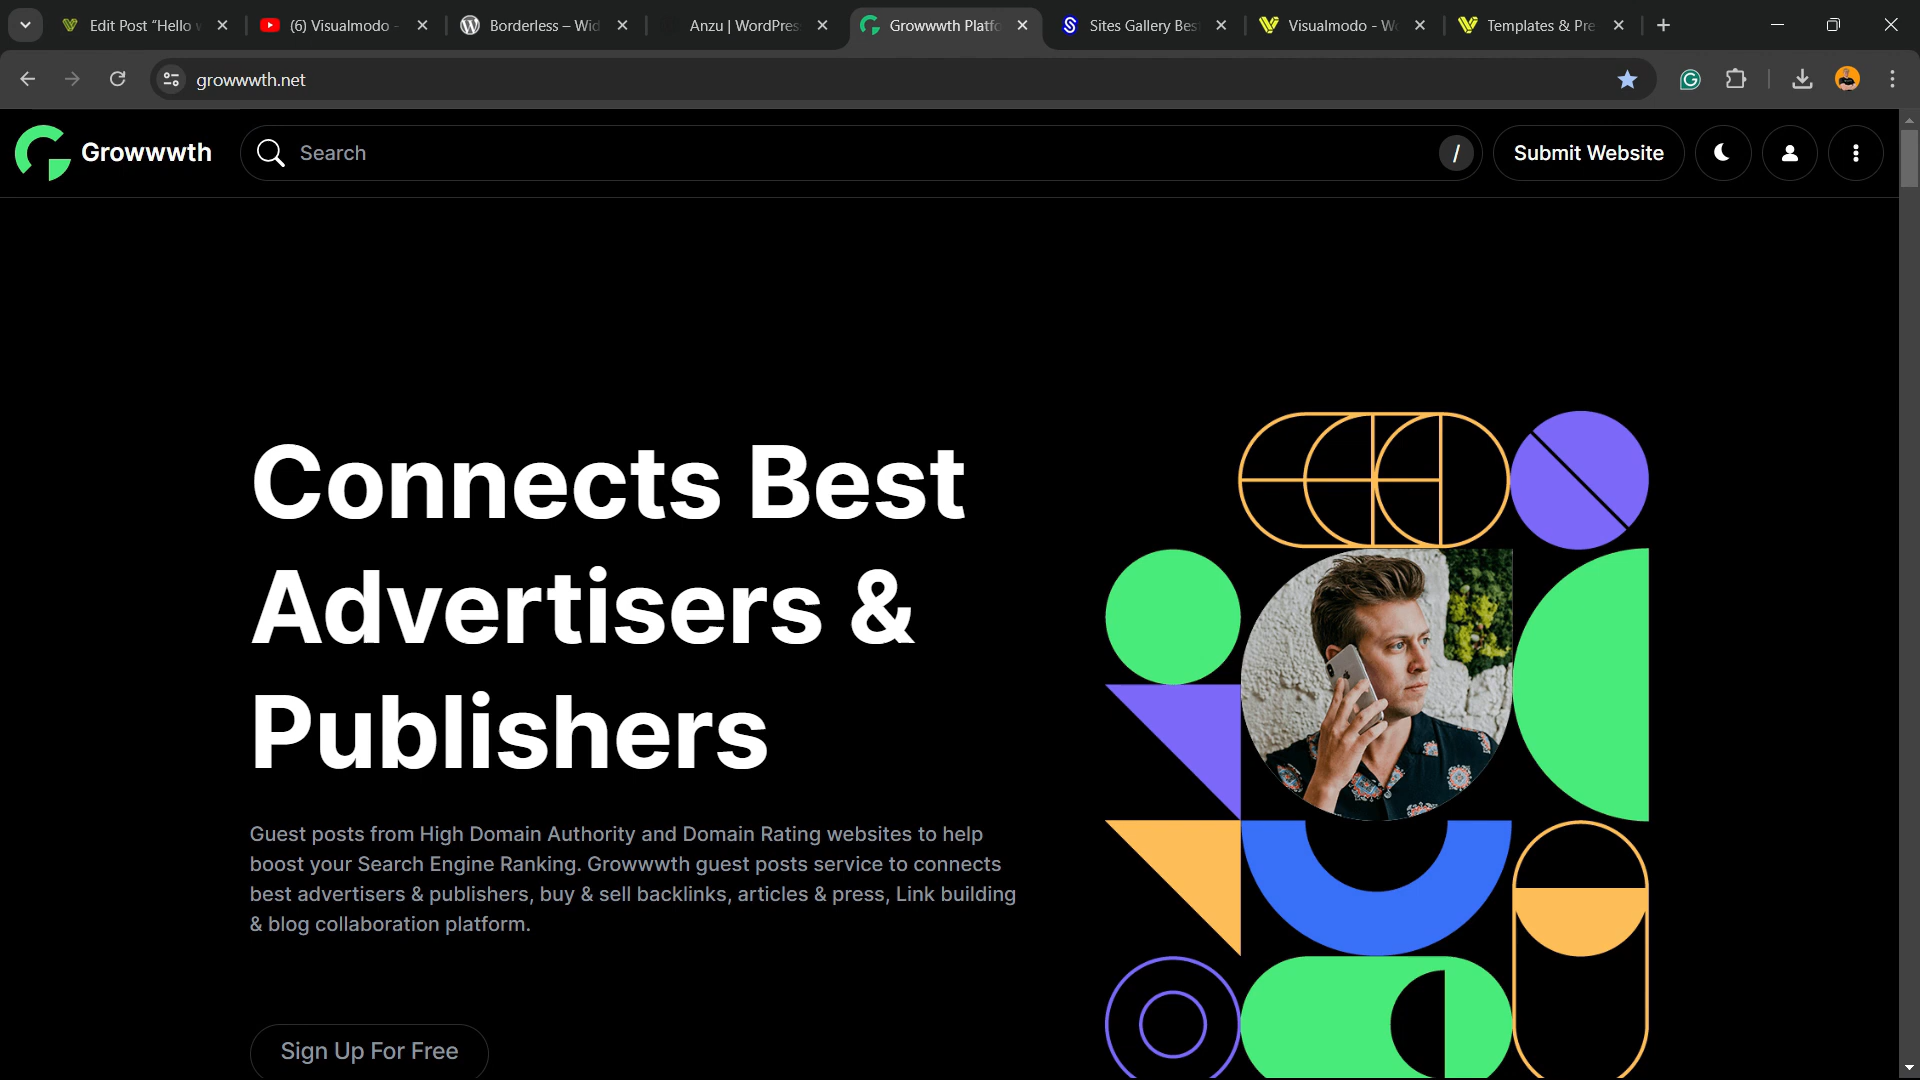 Edit Post “Hello w
(6) Visualmodo -
Borderless – Wid
Anzu | WordPres
Growwwth Platfo
Sites Gallery Bes
Visualmodo - Wo
Templates & Pre
growwwth.net
Growwwth
Search
/
Submit Website
Connects Best
Advertisers &
Publishers
Guest posts from High Domain Authority and Domain Rating websites to help
boost your Search Engine Ranking. Growwwth guest posts service to connects
best advertisers & publishers, buy & sell backlinks, articles & press, Link building
& blog collaboration platform.
Sign Up For Free